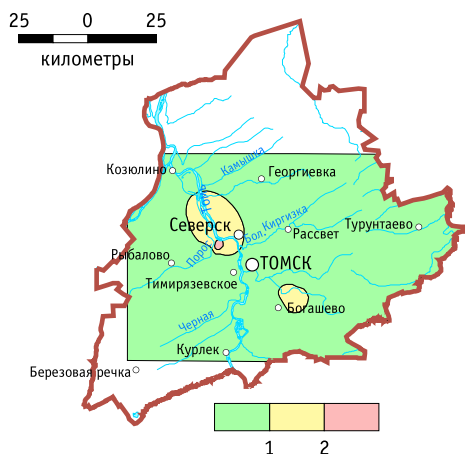 25 0 25
километры
Козюлино
Камышка
Георгиевка
Томь
Северск
Бол. Киргизка
Рассвет
Турунтаево
Рыбалово
Порос
ТОМСК
Тимирязевское
Богашево
Черная
Курлек
Березовая речка
1 2